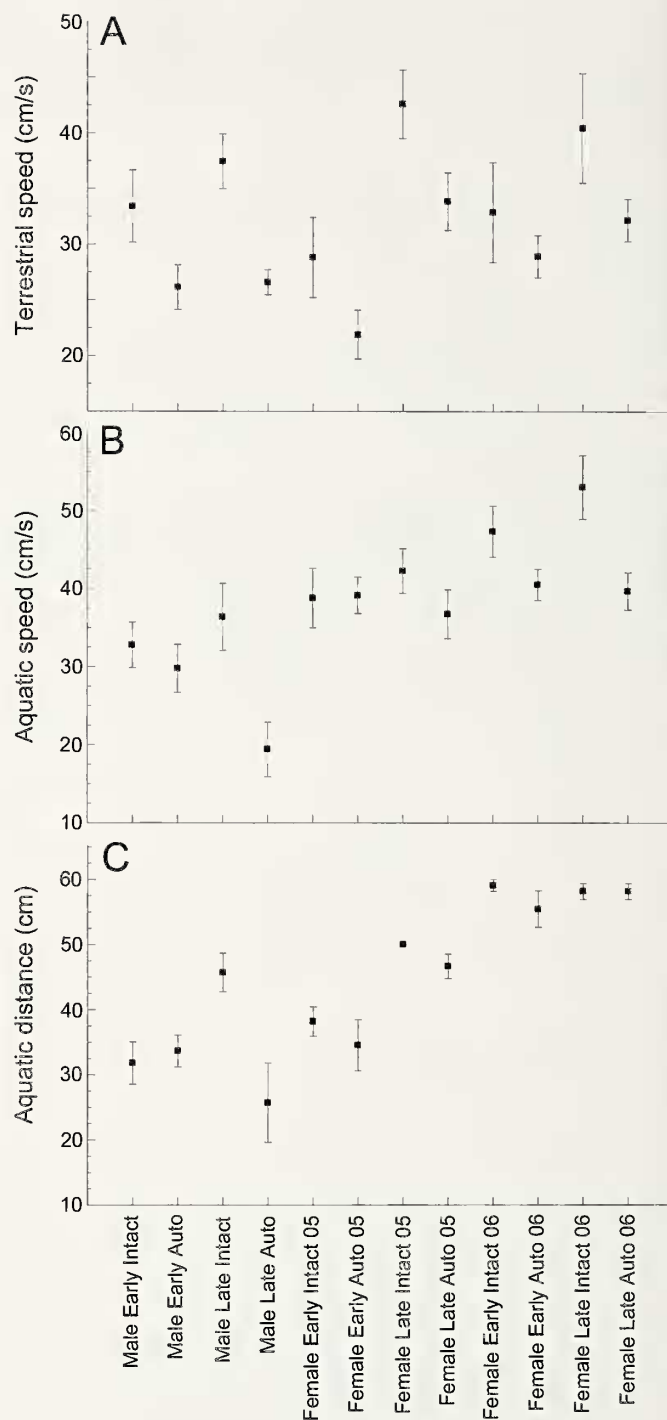 A
Terrestrial speed (cm/s)
50
40
30
20
B
Aquatic speed (cm/s)
60
50
40
30
20
10
C
Aquatic distance (cm)
60
50
40
30
20
10
Male Early Intact
Male Early Auto
Male Late Intact
Male Late Auto
Female Early Intact 05
Female Early Auto 05
Female Late Intact 05
Female Late Auto 05
Female Early Intact 06
Female Early Auto 06
Female Late Intact 06
Female Late Auto 06